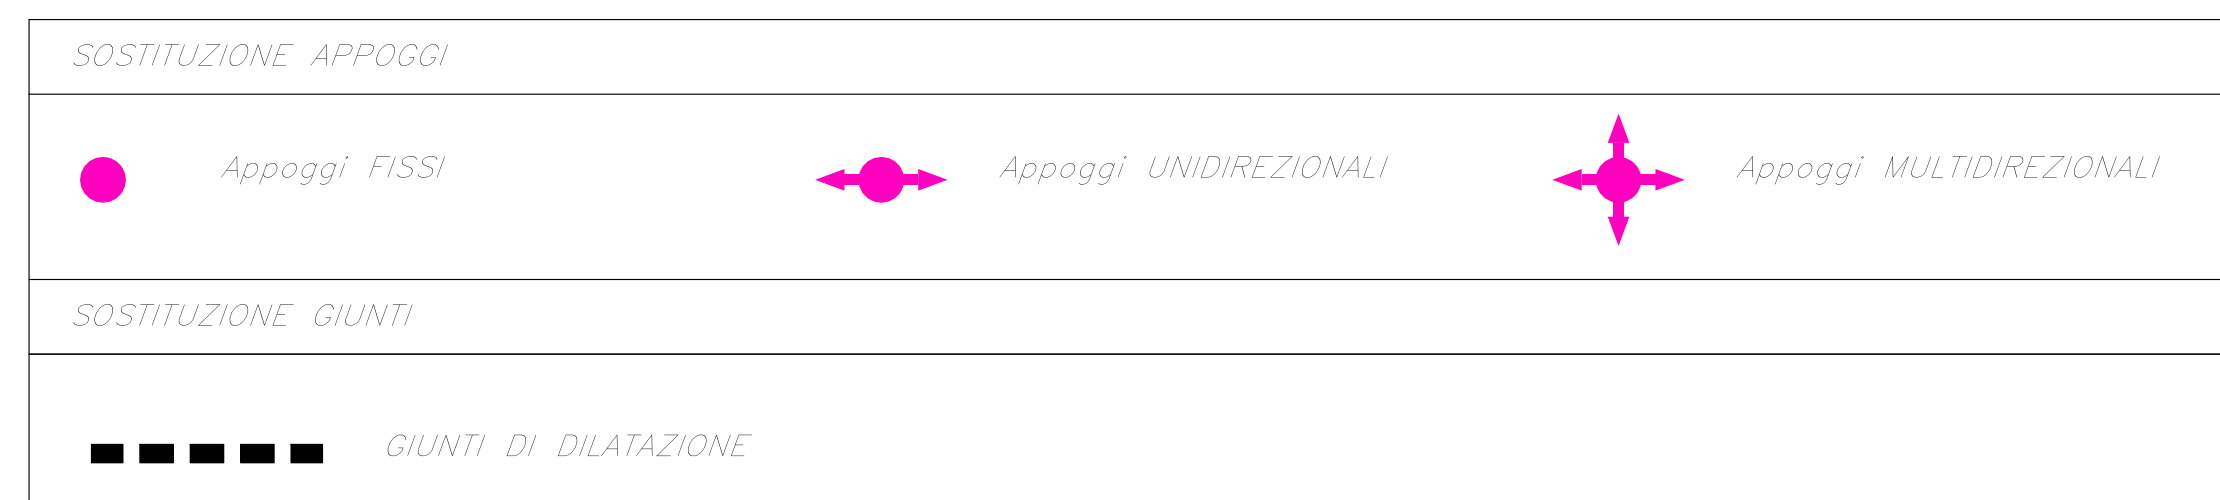 SOSTITUZIONE APPOGGI
Appoggi FISSI
Appoggi UNIDIREZIONALI
Appoggi MULTIDIREZIONALI
SOSTITUZIONE GIUNTI
GIUNTI DI DILATAZIONE